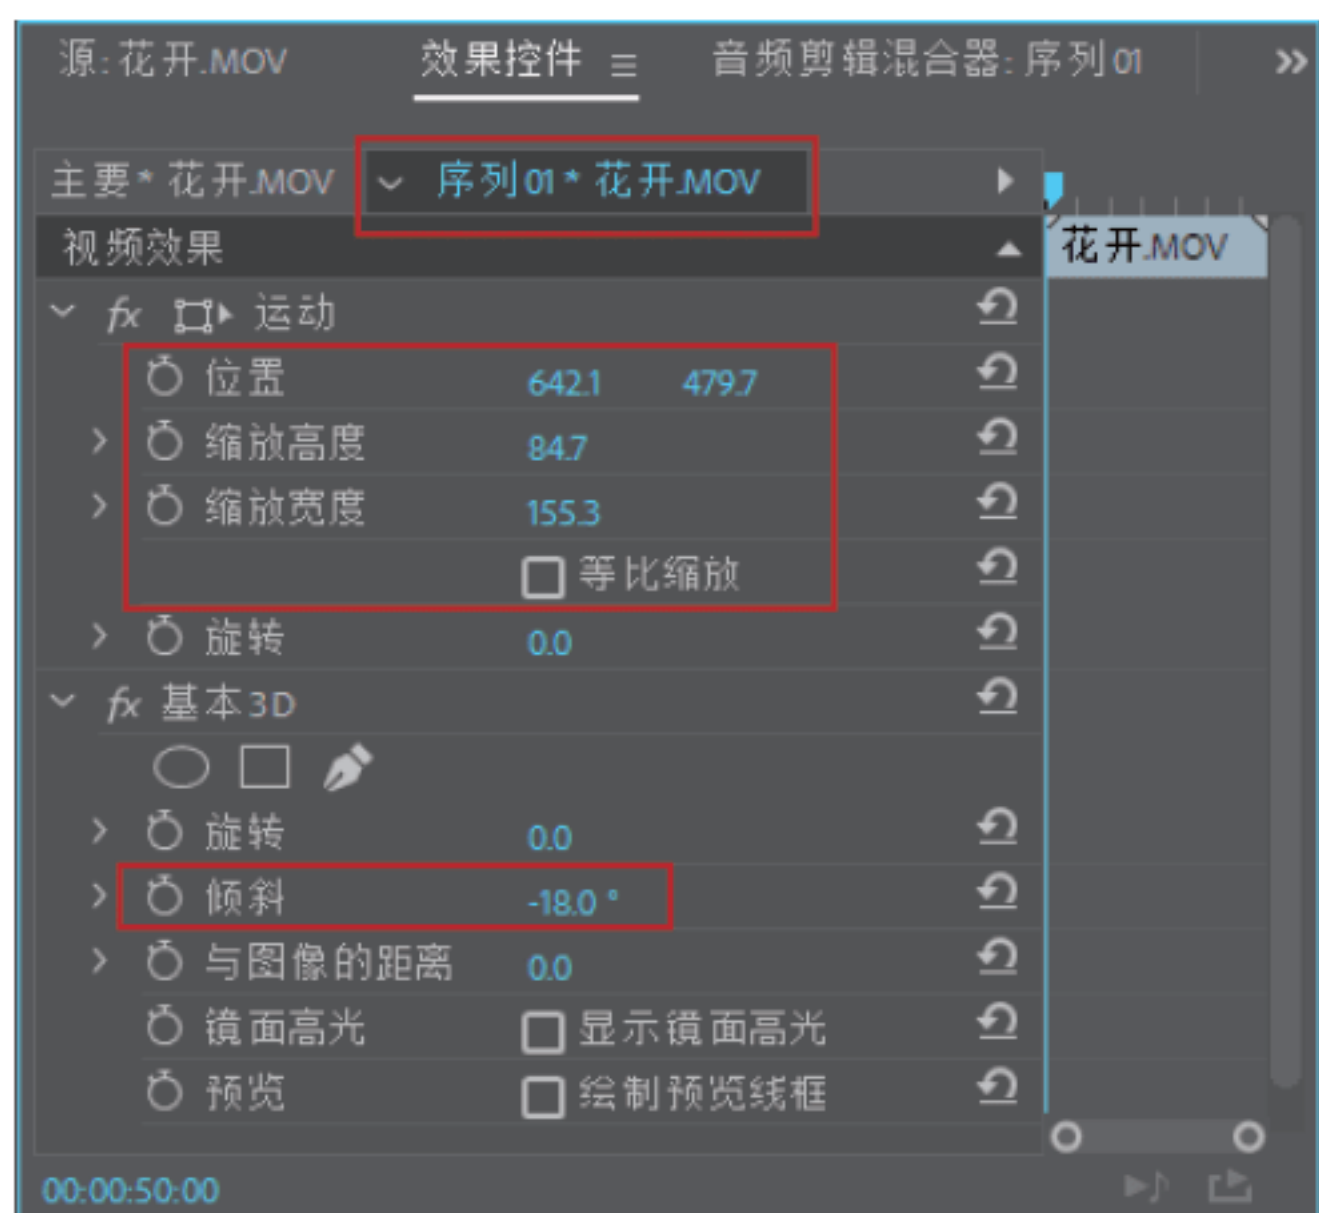 源:花开.MOV 效果控件 音频剪辑混合器:序列01
主要*花开.MOV 序列01*花开.MOV
视频效果 花开.MOV
fx 运动
位置 642.1 479.7
缩放高度 84.7
缩放宽度 155.3
等比缩放
旋转 0.0
fx 基本3D
旋转 0.0
倾斜 -18.0 °
与图像的距离 0.0
镜面高光 显示镜面高光
预览 绘制预览线框
00:00:50:00